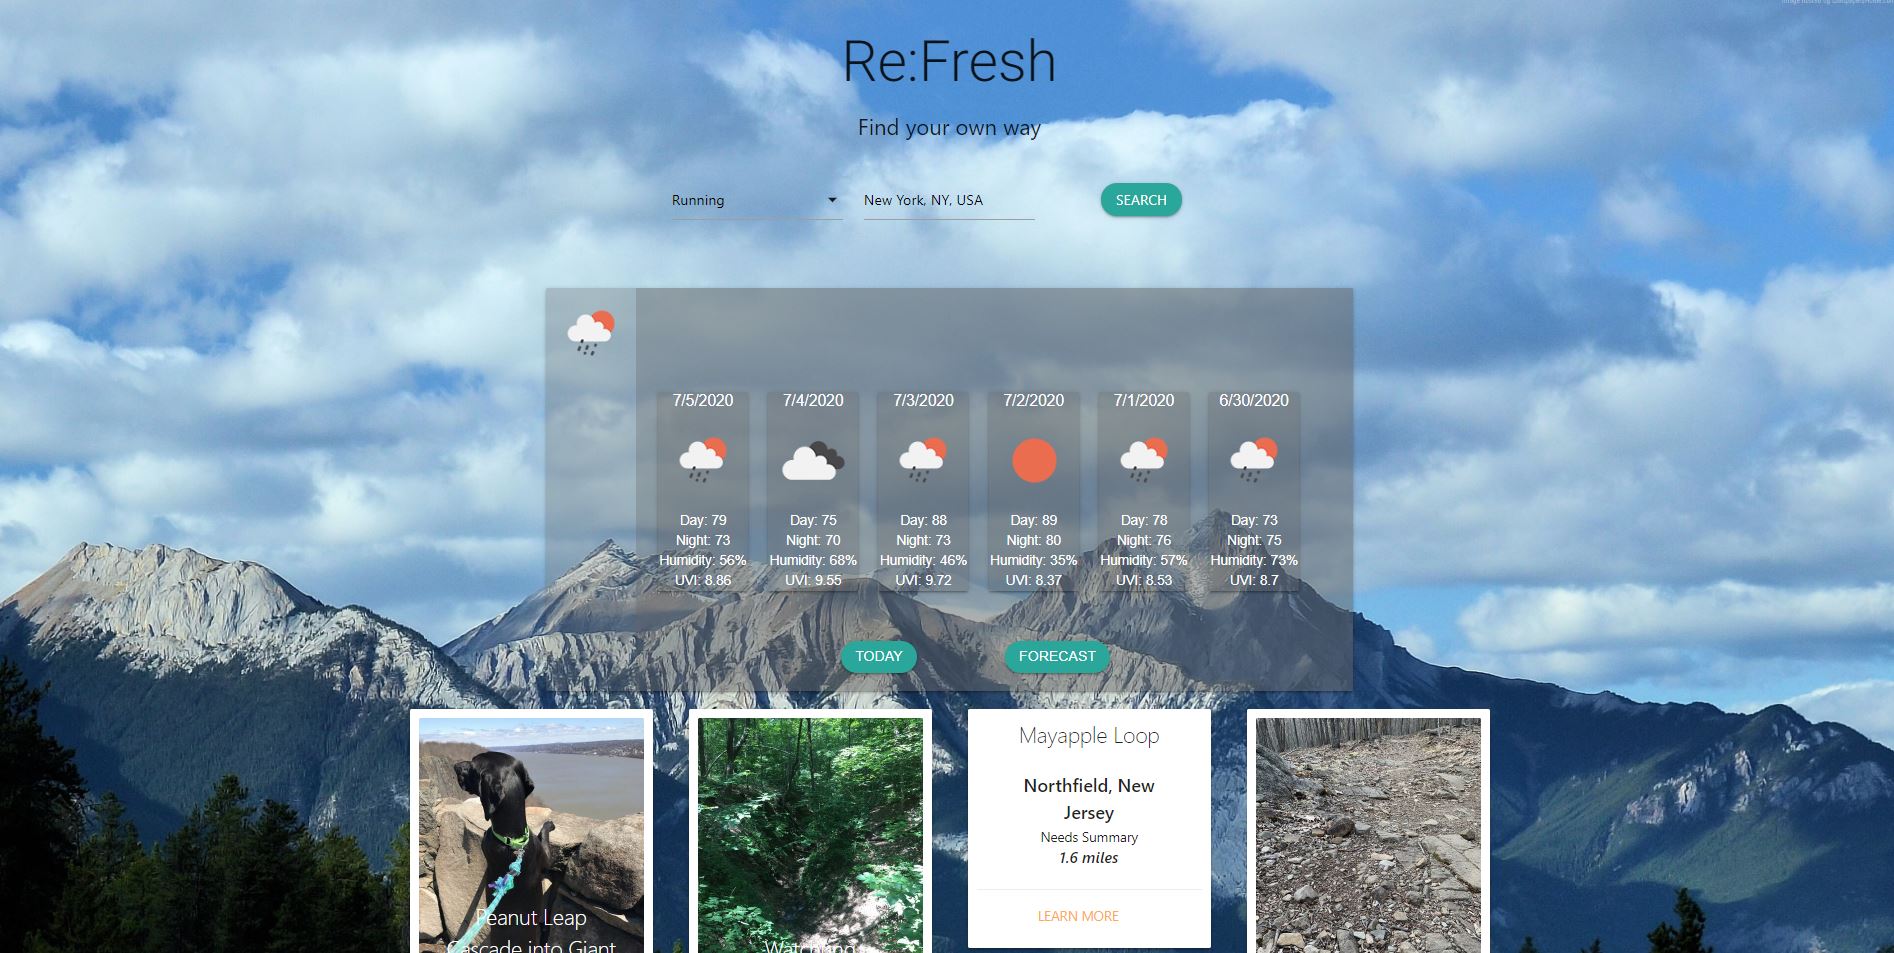 Re:Fresh
Find your own way
Running
New York, NY, USA
SEARCH
7/5/2020
Day: 79
Night: 73
Humidity: 56%
UVI: 8.86
7/4/2020
Day: 75
Night: 70
Humidity: 68%
UVI: 9.55
7/3/2020
Day: 88
Night: 73
Humidity: 46%
UVI: 9.72
7/2/2020
Day: 89
Night: 80
Humidity: 35%
UVI: 8.37
7/1/2020
Day: 78
Night: 76
Humidity: 57%
UVI: 8.53
6/30/2020
Day: 73
Night: 75
Humidity: 73%
UVI: 8.7
TODAY
FORECAST
Peanut Leap
Cascade into Giant
Mayapple Loop
Northfield, New
Jersey
Needs Summary
1.6 miles
LEARN MORE